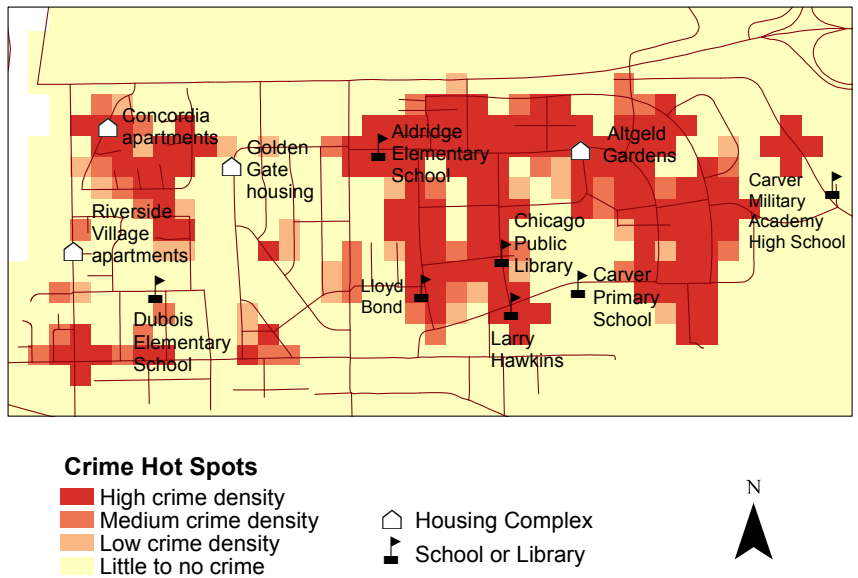 Concordia
apartments
Golden
Gate
housing
Riverside
Village
apartments
Dubois
Elementary
School
Aldridge
Elementary
School
Altgeld
Gardens
Carver
Military
Academy
High School
Chicago
Public
Library
Lloyd
Bond
Carver
Primary
School
Larry
Hawkins
Crime Hot Spots
High crime density
Medium crime density
Low crime density
Little to no crime
Housing Complex
School or Library
N